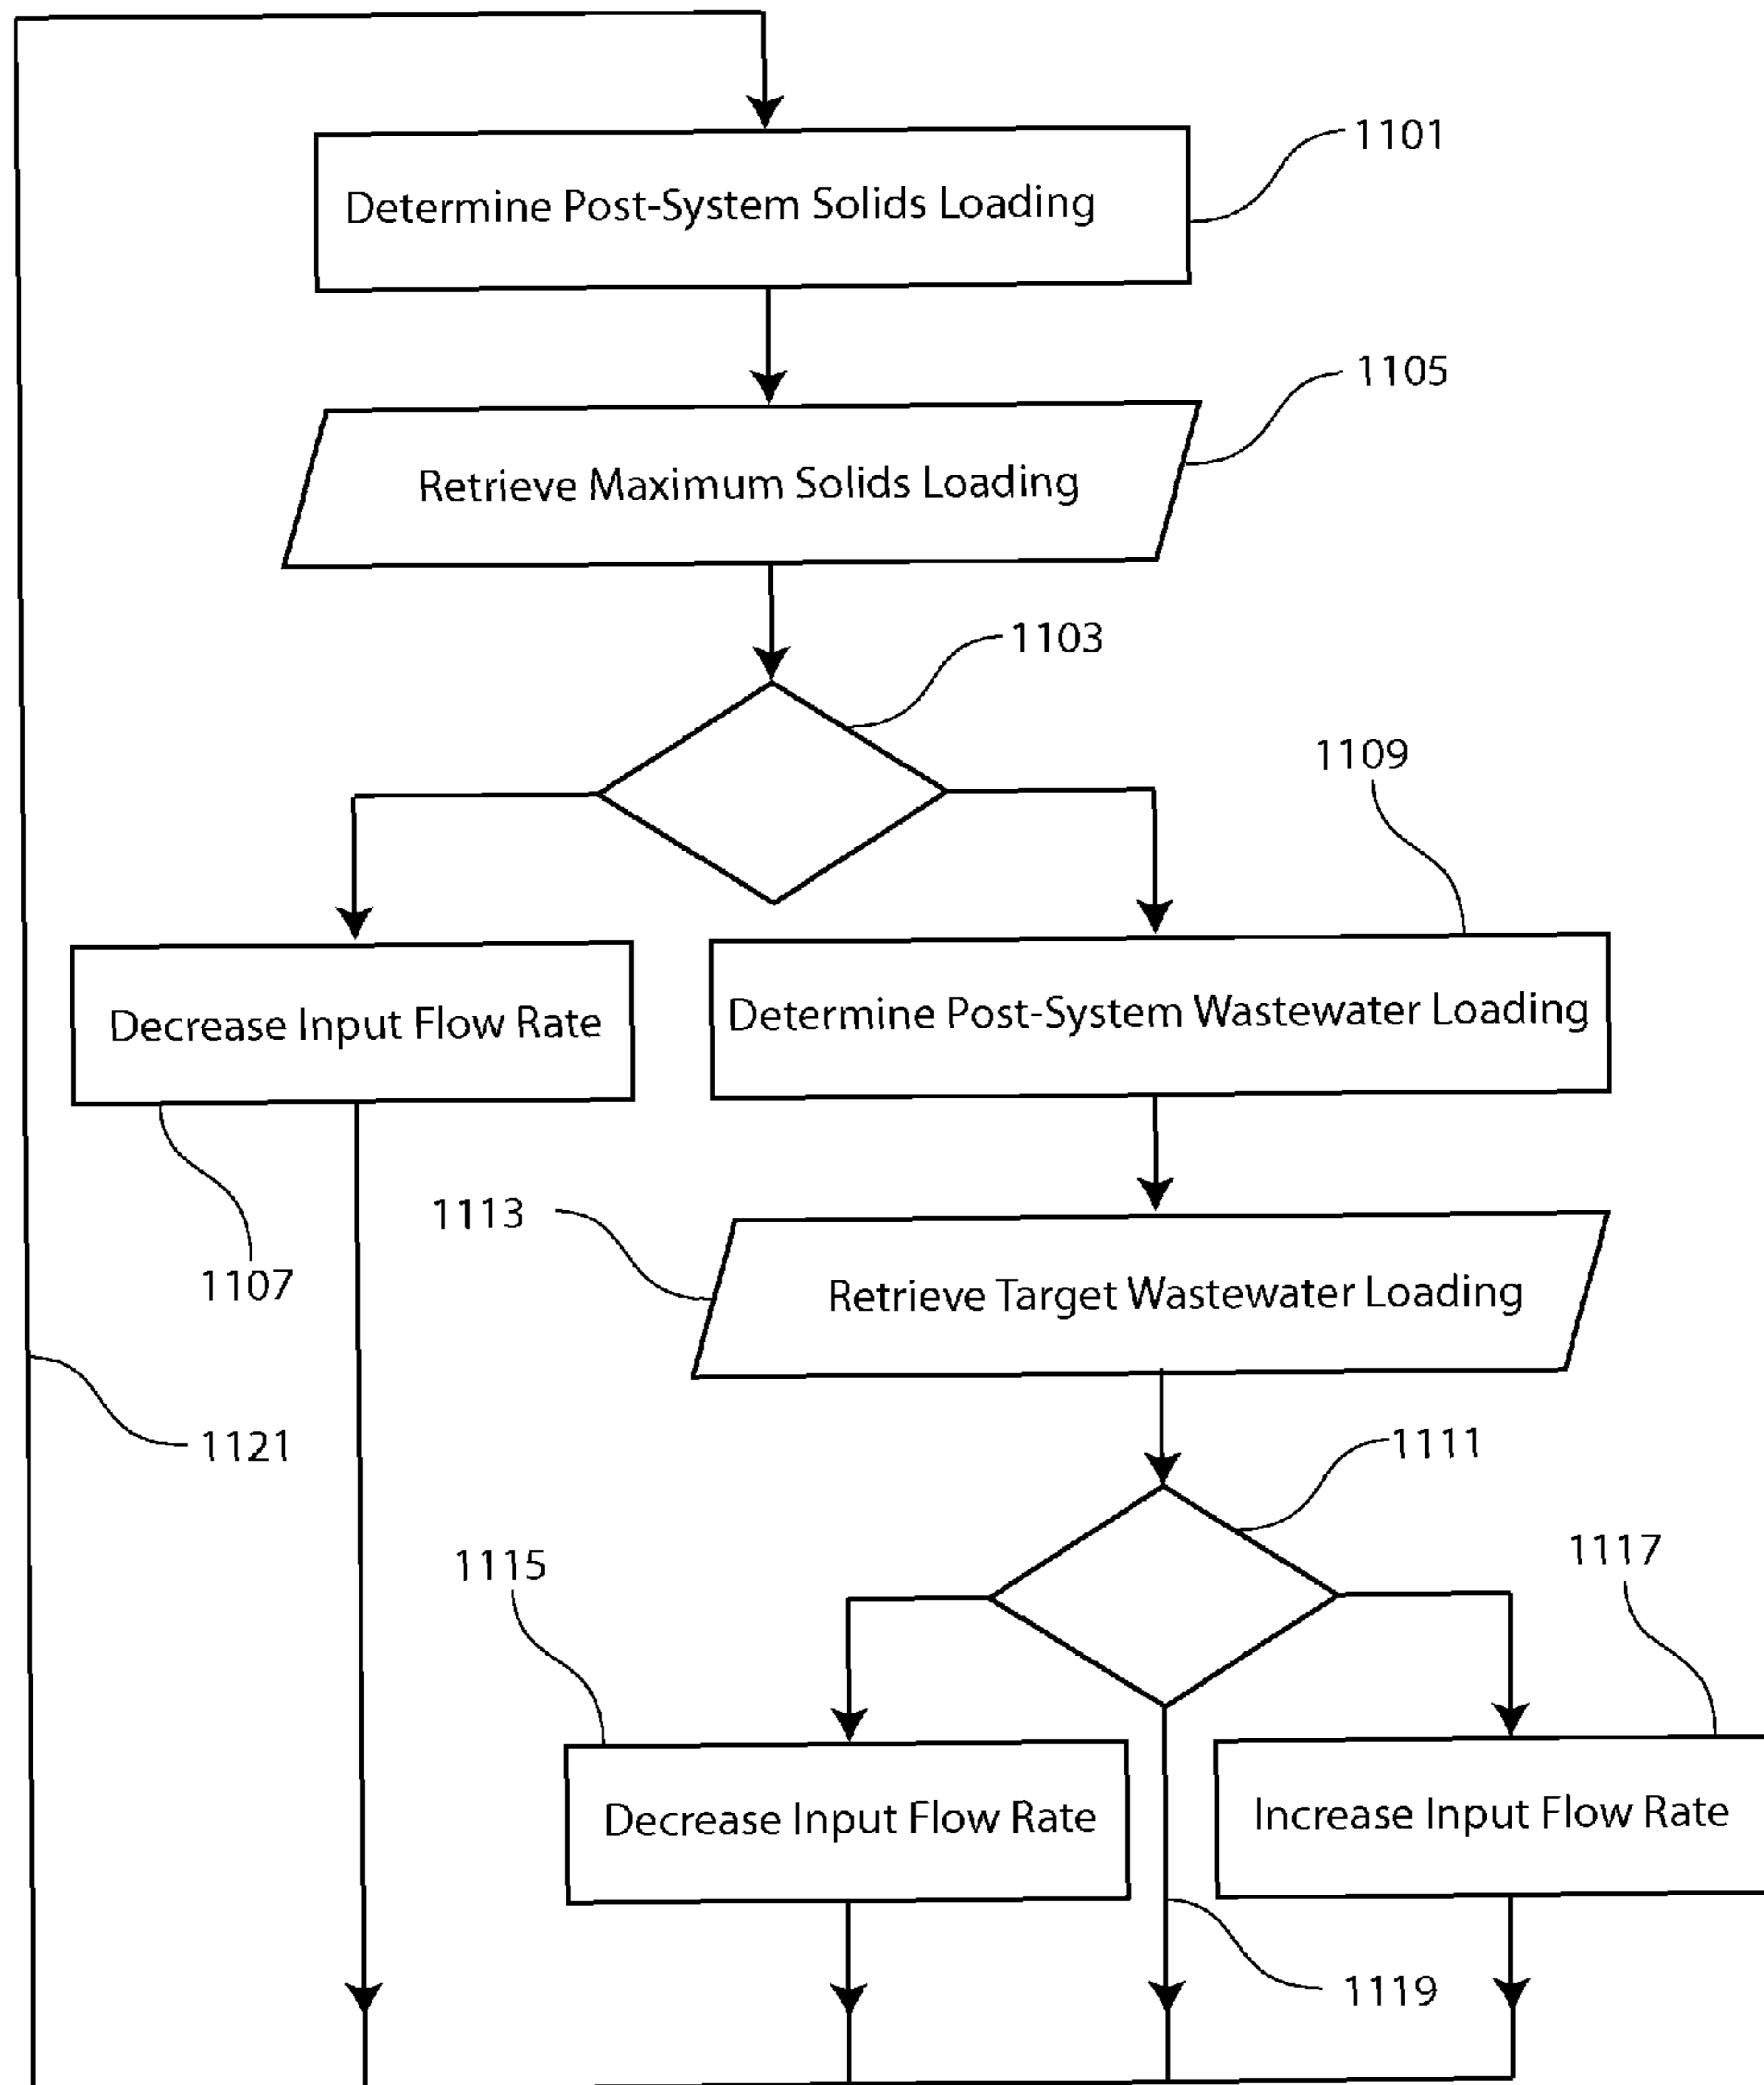 1101
Determine Post-System Solids Loading
1105
Retrieve Maximum Solids Loading
1103
1109
Decrease Input Flow Rate
Determine Post-System Wastewater Loading
1113
1107
Retrieve Target Wastewater Loading
1121
1111
1115
1117
Decrease Input Flow Rate
Increase Input Flow Rate
1119